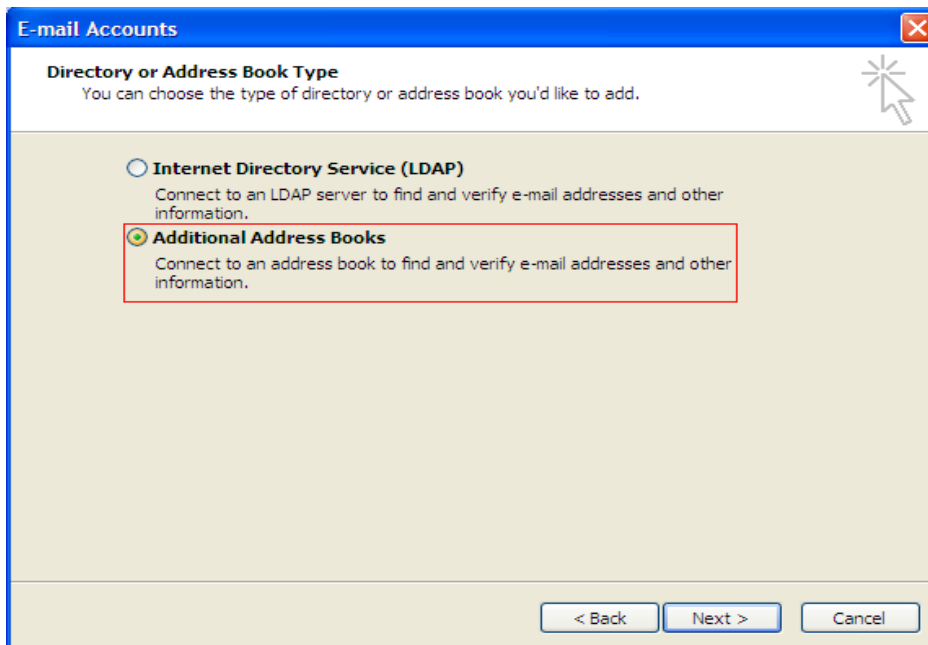 E-mail Accounts
Directory or Address Book Type
You can choose the type of directory or address book you'd like to add.
Internet Directory Service (LDAP)
Connect to an LDAP server to find and verify e-mail addresses and other
information.
Additional Address Books
Connect to an address book to find and verify e-mail addresses and other
information.
< Back Next > Cancel